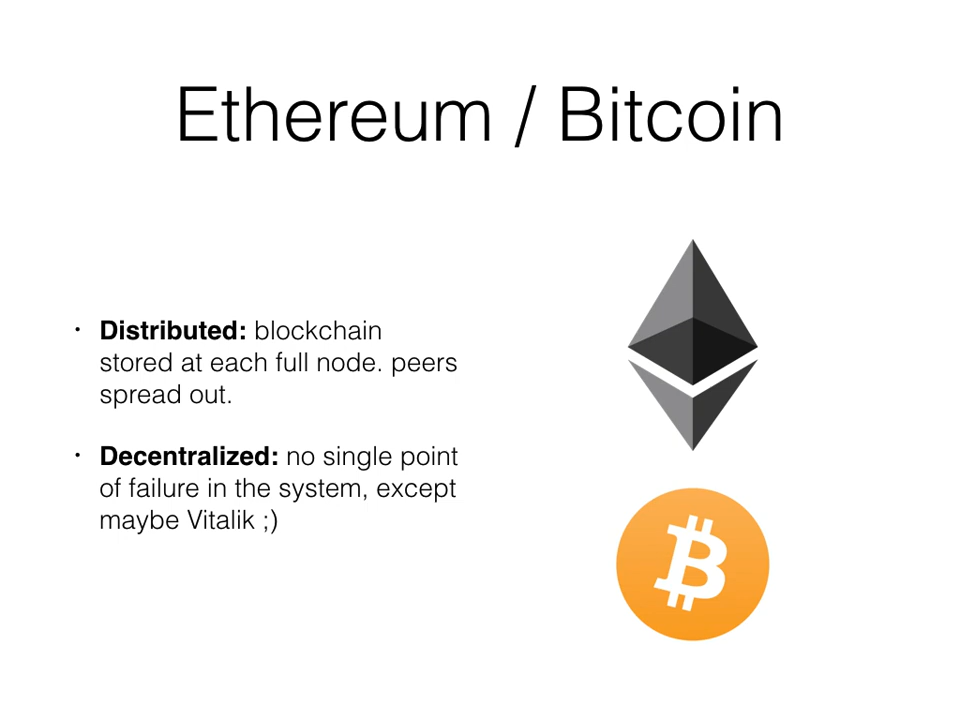 Ethereum / Bitcoin
• Distributed: blockchain
stored at each full node. peers
spread out.
• Decentralized: no single point
of failure in the system, except
maybe Vitalik ;)